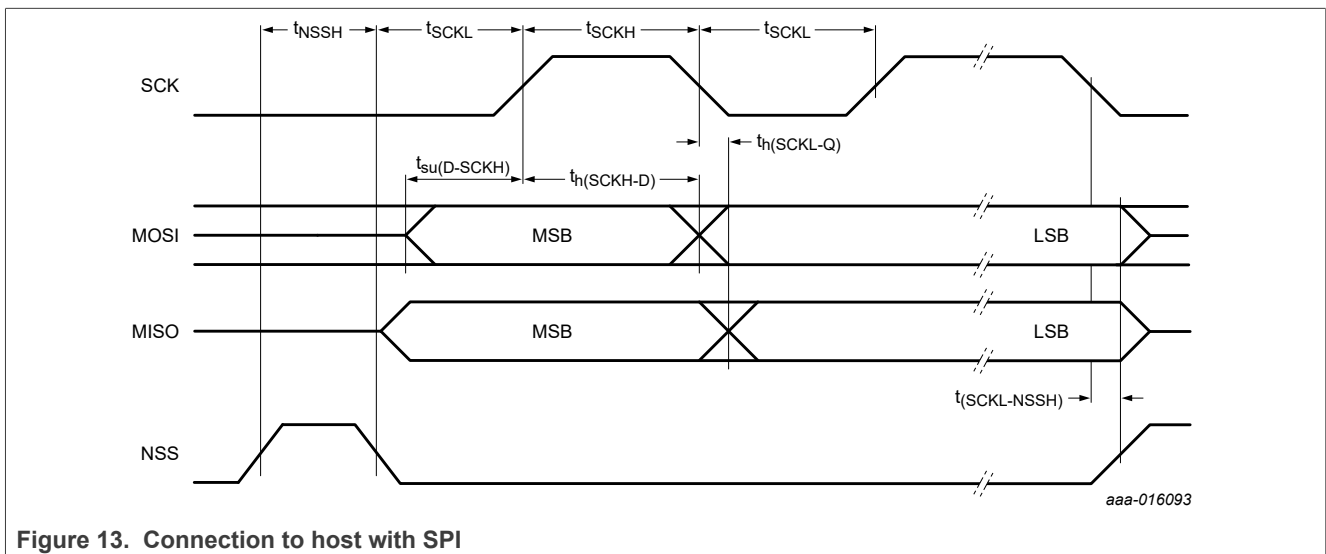 tNSSH tSCKL tSCKH tSCKL
SCK
th(SCKL-Q)
tsu(D-SCKH) th(SCKH-D)
MOSI MSB LSB
MISO MSB LSB
t(SCKL-NSSH)
NSS
aaa-016093
Figure 13. Connection to host with SPI